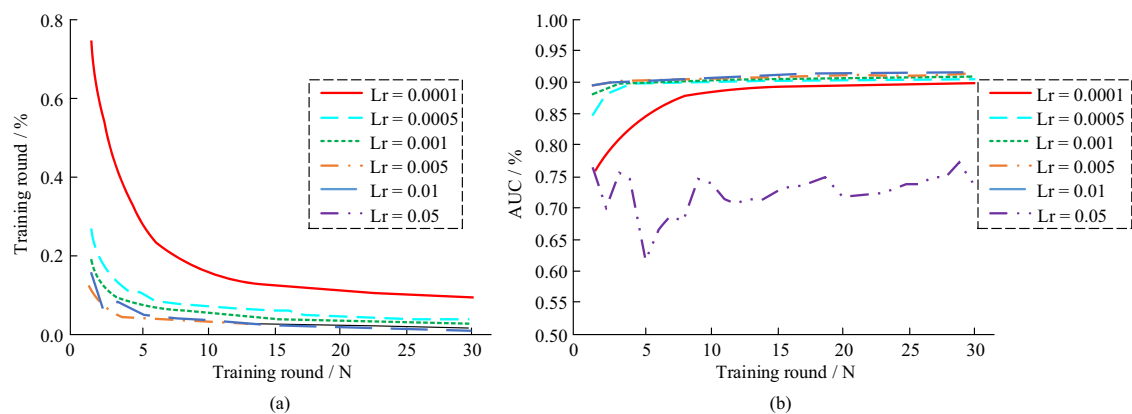 0.8
0.6
0.4
0.2
0.0
Training round / %
0
5
10
15
20
25
30
Training round / N
Lr = 0.0001
Lr = 0.0005
Lr = 0.001
Lr = 0.005
Lr = 0.01
Lr = 0.05
(a)
1.00
0.95
0.90
0.85
0.80
0.75
0.70
0.65
0.60
0.55
0.50
AUC / %
0
5
10
15
20
25
30
Training round / N
Lr = 0.0001
Lr = 0.0005
Lr = 0.001
Lr = 0.005
Lr = 0.01
Lr = 0.05
(b)